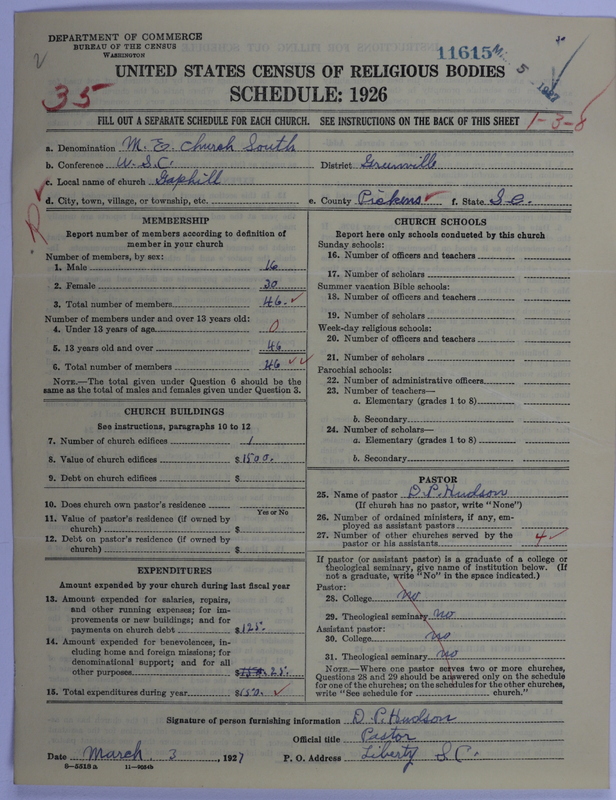 DEPARTMENT OF COMMERCE
BUREAU OF THE CENSUS
WASHINGTON
11615
5 1927
UNITED STATES CENSUS OF RELIGIOUS BODIES
35
SCHEDULE: 1926
FILL OUT A SEPARATE SCHEDULE FOR EACH CHURCH. SEE INSTRUCTIONS ON THE BACK OF THIS SHEET 1-3-8
a. Denomination M. E. Church South
b. Conference U.S.C. District Greenville
c. Local name of church Gaphill
d. City, town, village, or township, etc. e. County Pickens f. State S.C.
R
MEMBERSHIP
Report number of members according to definition of
member in your church
Number of members, by sex:
1. Male 16
2. Female 30
3. Total number of members 46
Number of members under and over 13 years old:
4. Under 13 years of age 0
5. 13 years old and over 46
6. Total number of members 46
NOTE.—The total given under Question 6 should be the
same as the total of males and females given under Question 3.
CHURCH BUILDINGS
See instructions, paragraphs 10 to 12
7. Number of church edifices 1
8. Value of church edifices $1500.
9. Debt on church edifices $
10. Does church own pastor's residence
Yes or No
11. Value of pastor's residence (if owned by
church) $
12. Debt on pastor's residence (if owned by
church) $
EXPENDITURES
Amount expended by your church during last fiscal year
13. Amount expended for salaries, repairs,
and other running expenses; for im-
provements or new buildings; and for
payments on church debt $125.
14. Amount expended for benevolences, in-
cluding home and foreign missions; for
denominational support; and for all
other purposes $150. 25.
15. Total expenditures during year $150.
CHURCH SCHOOLS
Report here only schools conducted by this church
Sunday schools:
16. Number of officers and teachers
17. Number of scholars
Summer vacation Bible schools:
18. Number of officers and teachers
19. Number of scholars
Week-day religious schools:
20. Number of officers and teachers
21. Number of scholars
Parochial schools:
22. Number of administrative officers
23. Number of teachers—
a. Elementary (grades 1 to 8)
b. Secondary
24. Number of scholars—
a. Elementary (grades 1 to 8)
b. Secondary
PASTOR
25. Name of pastor D. P. Hudson
(If church has no pastor, write "None")
26. Number of ordained ministers, if any, em-
ployed as assistant pastors
27. Number of other churches served by the
pastor or his assistants 4
If pastor (or assistant pastor) is a graduate of a college or
theological seminary, give name of institution below. (If
not a graduate, write "No" in the space indicated.)
Pastor:
28. College no
29. Theological seminary no
Assistant pastor:
30. College no
31. Theological seminary no
NOTE.—Where one pastor serves two or more churches,
Questions 28 and 29 should be answered only on the schedule
for one of the churches; on the schedules for the other churches,
write "See schedule for church."
Signature of person furnishing information D. P. Hudson
Official title Pastor
Date March 3, 1927 P. O. Address Liberty S.C.
8-5318 a 11-9554b